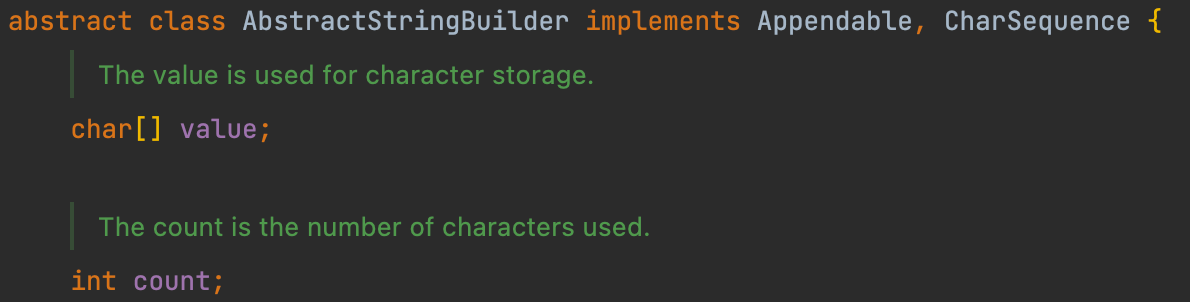 abstract class AbstractStringBuilder implements Appendable, CharSequence {
The value is used for character storage.
char[] value;
The count is the number of characters used.
int count;